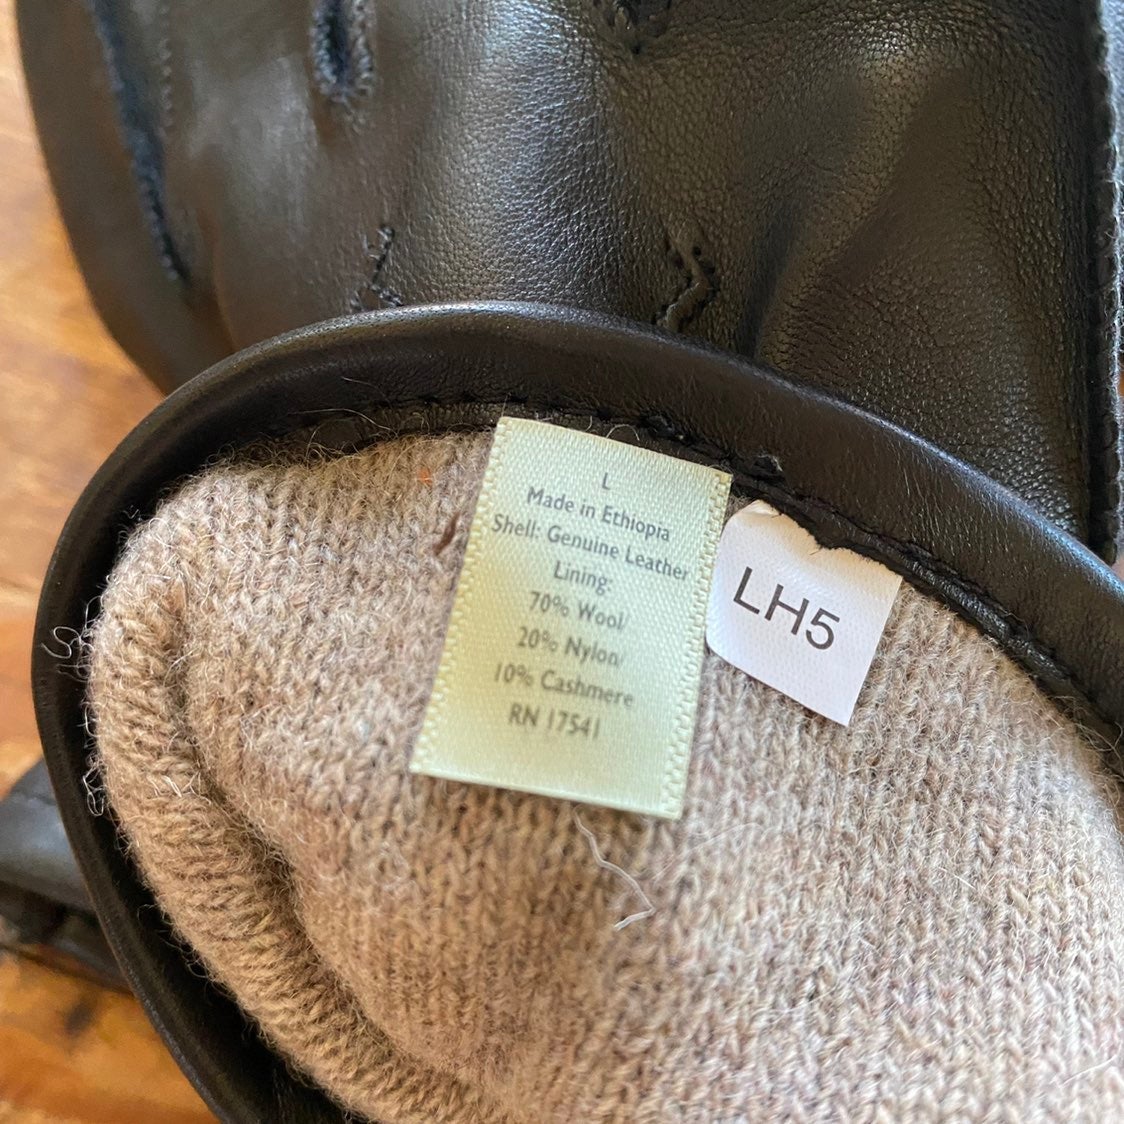 L
Made in Ethiopia
Shell: Genuine Leather
Lining:
70% Wool/
20% Nylon/
10% Cashmere
RN 17541
LH5